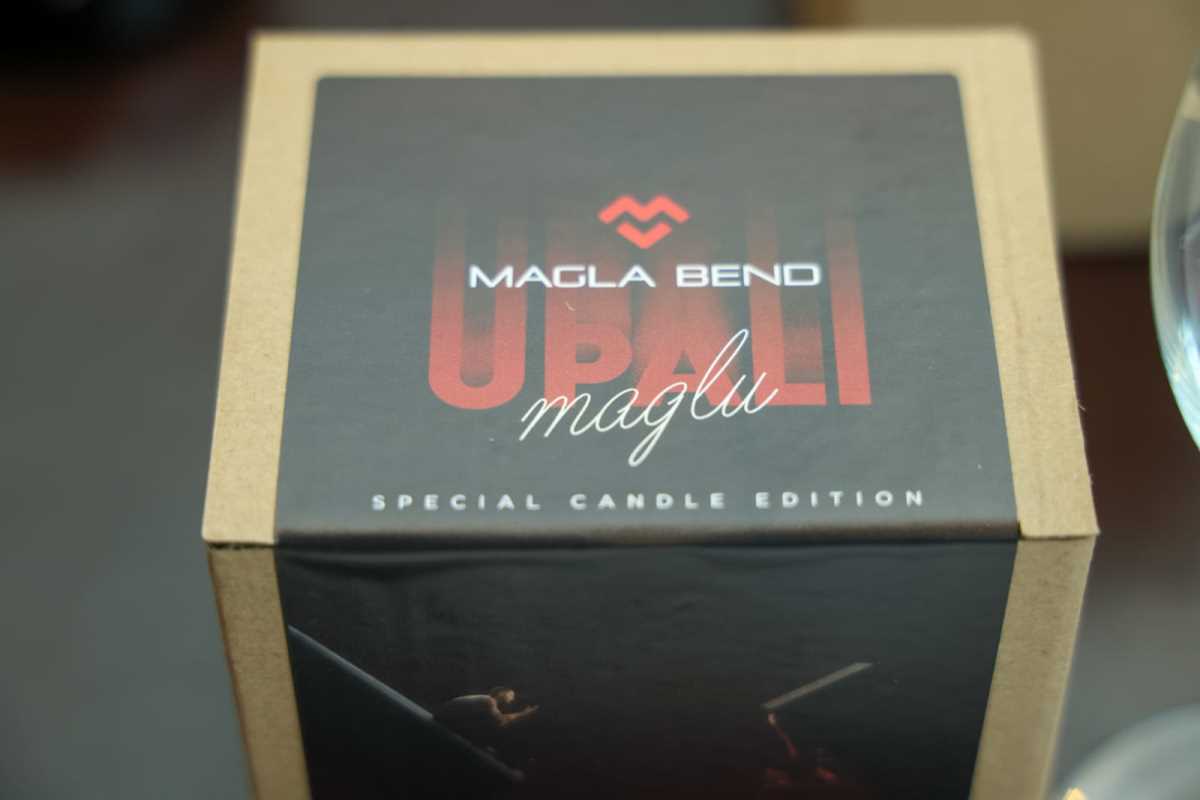 MAGLA BEND
UPALI
maglu
SPECIAL CANDLE EDITION